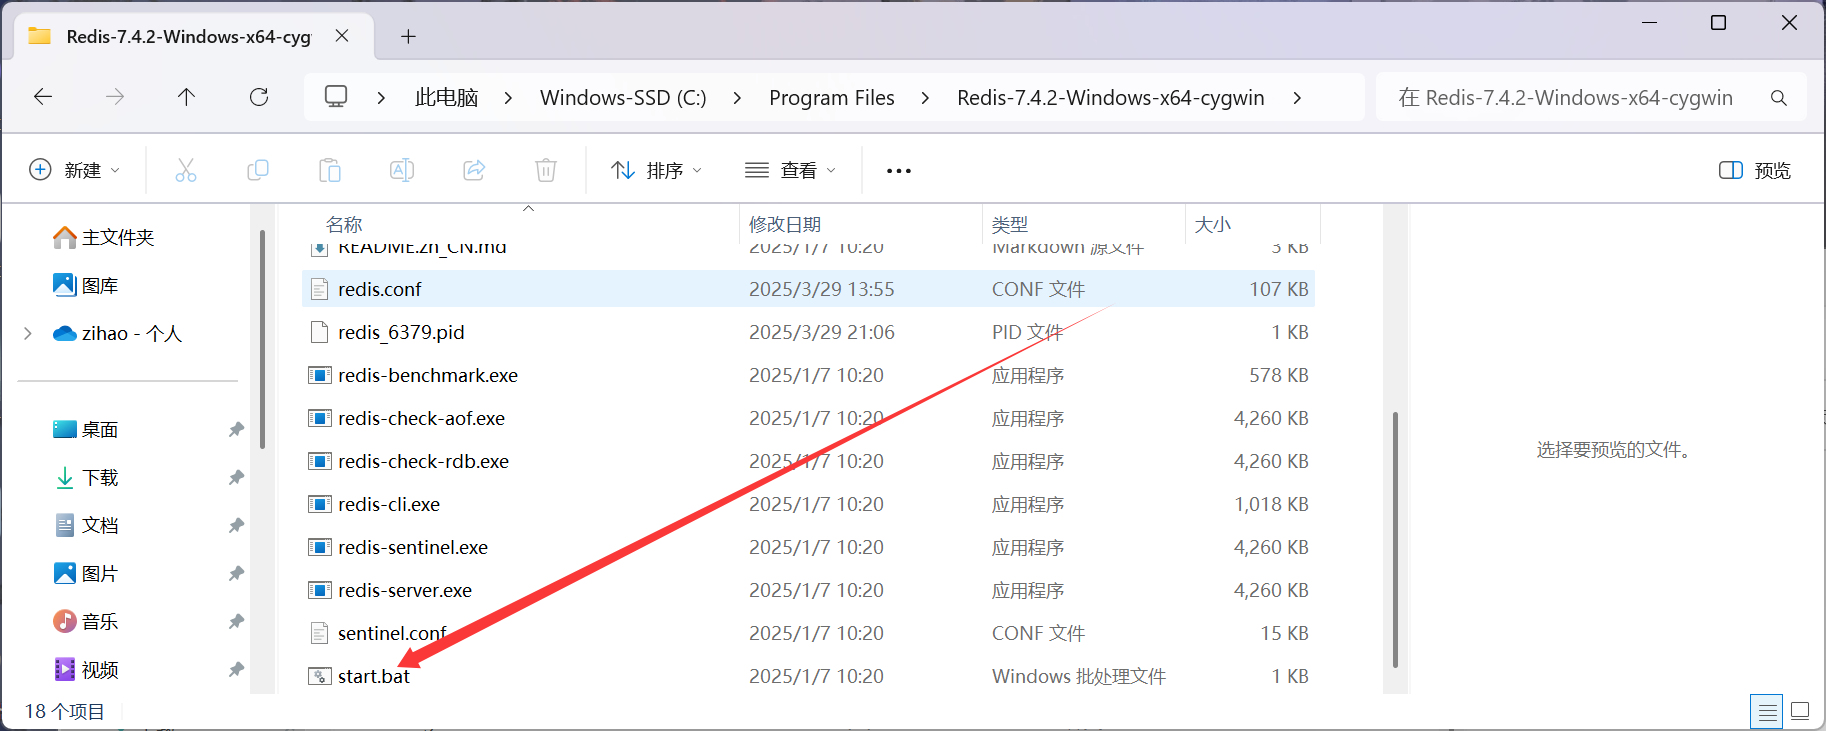 Redis-7.4.2-Windows-x64-cyg
此电脑 Windows-SSD (C:) Program Files Redis-7.4.2-Windows-x64-cygwin 在 Redis-7.4.2-Windows-x64-cygwin
新建 排序 查看 预览
名称 修改日期 类型 大小
主文件夹
图库
zihao - 个人
桌面
下载
文档
图片
音乐
视频
README.zh_CN.md 2025/1/7 10:20 Markdown 源文件 3 KB
redis.conf 2025/3/29 13:55 CONF 文件 107 KB
redis_6379.pid 2025/3/29 21:06 PID 文件 1 KB
redis-benchmark.exe 2025/1/7 10:20 应用程序 578 KB
redis-check-aof.exe 2025/1/7 10:20 应用程序 4,260 KB
redis-check-rdb.exe 2025/1/7 10:20 应用程序 4,260 KB
redis-cli.exe 2025/1/7 10:20 应用程序 1,018 KB
redis-sentinel.exe 2025/1/7 10:20 应用程序 4,260 KB
redis-server.exe 2025/1/7 10:20 应用程序 4,260 KB
sentinel.conf 2025/1/7 10:20 CONF 文件 15 KB
start.bat 2025/1/7 10:20 Windows 批处理文件 1 KB
选择要预览的文件。
18 个项目